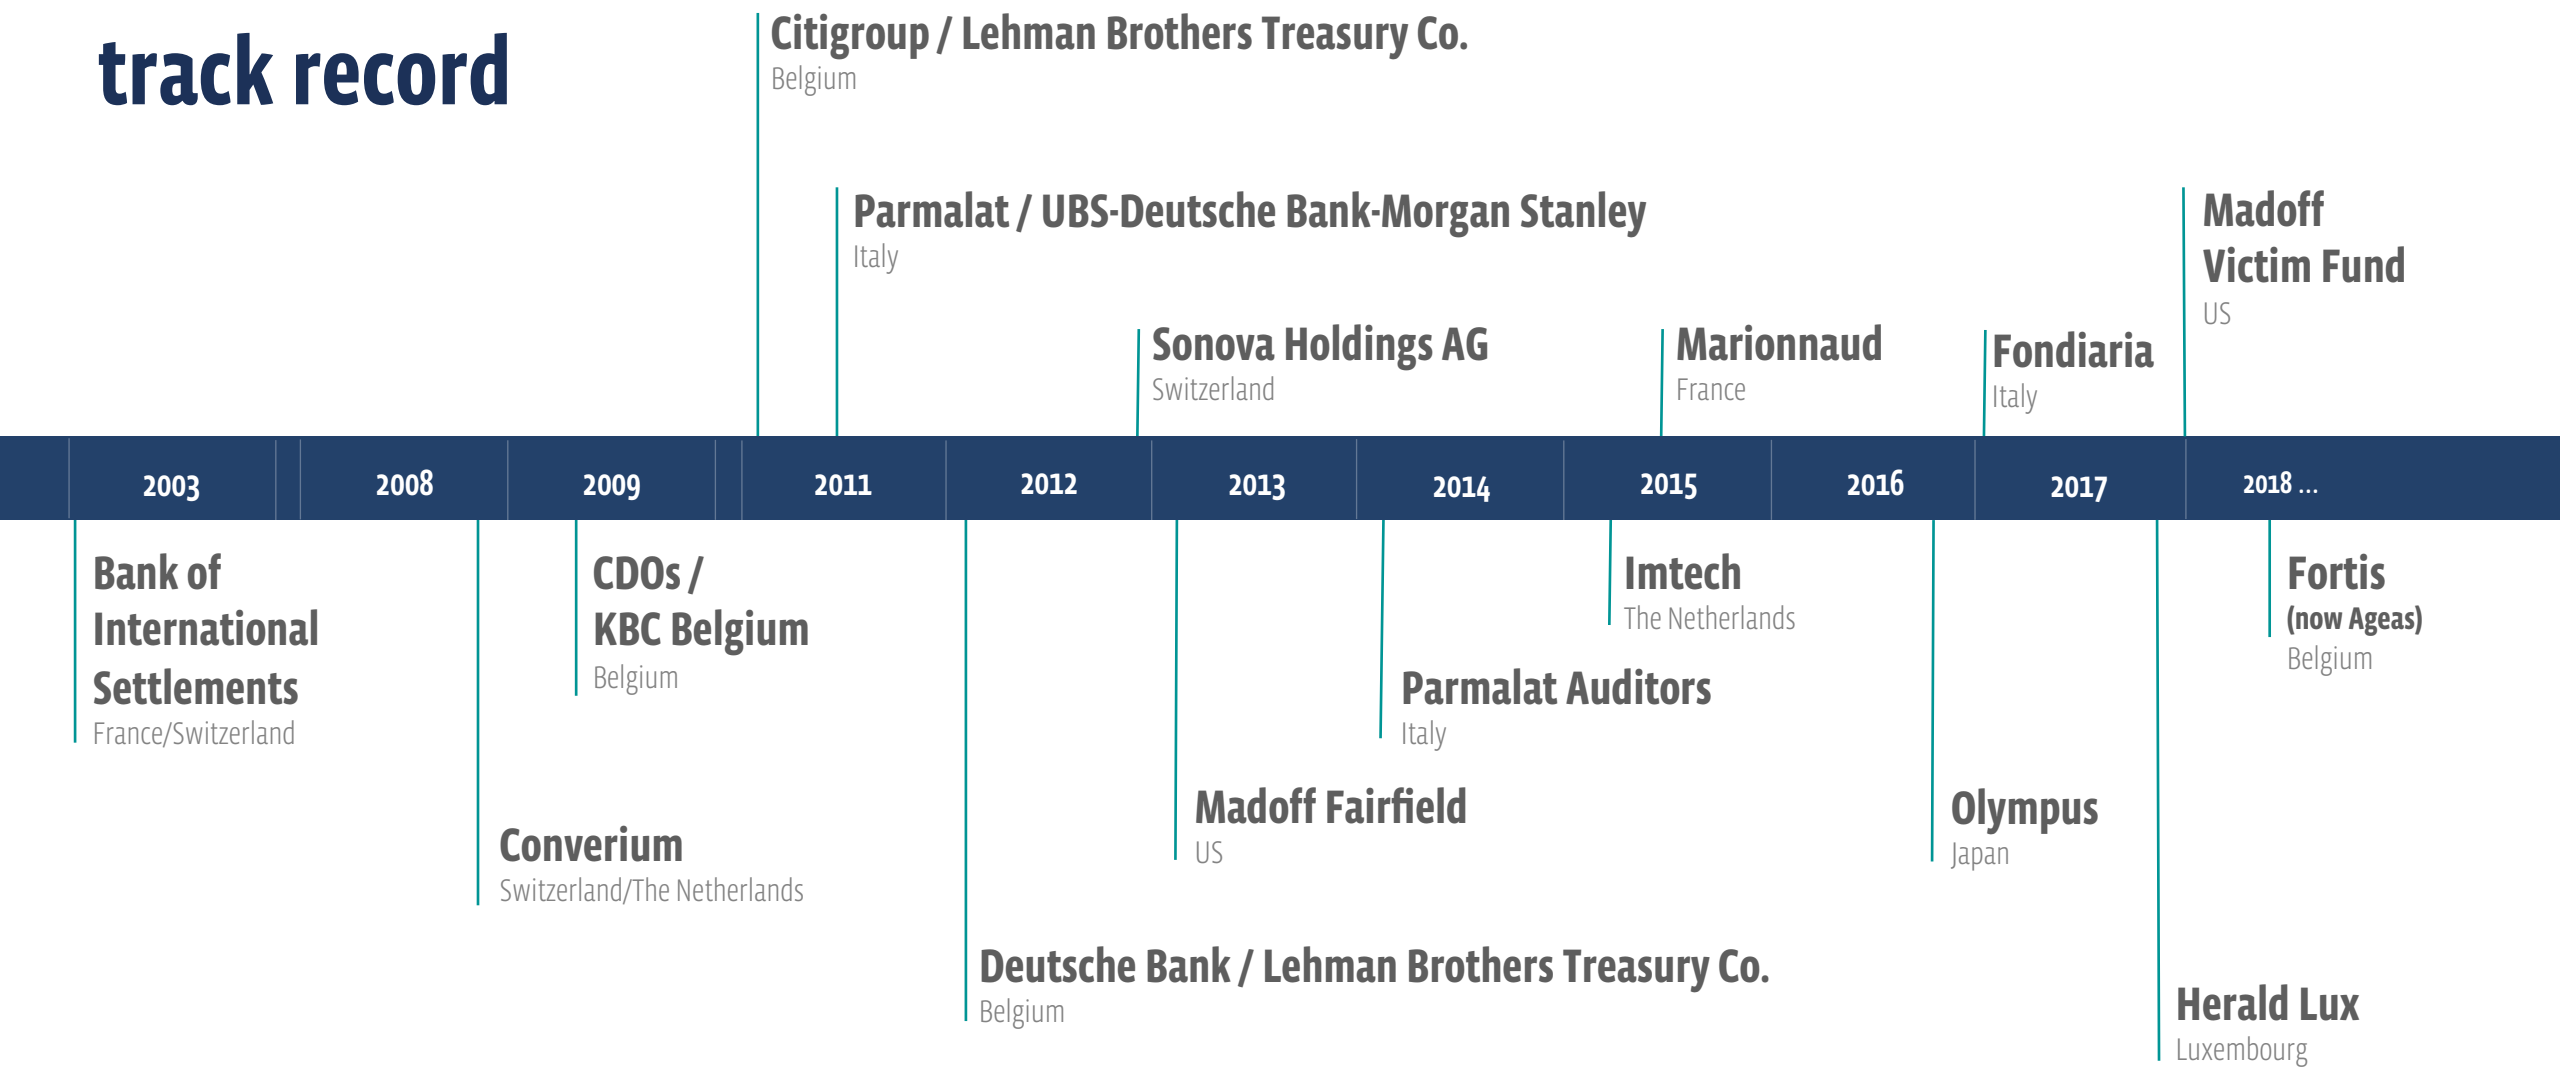 track record
Citigroup / Lehman Brothers Treasury Co.
Belgium
Parmalat / UBS-Deutsche Bank-Morgan Stanley
Italy
Madoff
Victim Fund
US
Sonova Holdings AG
Switzerland
Marionnaud
France
Fondiaria
Italy
2003 2008 2009 2011 2012 2013 2014 2015 2016 2017 2018 ...
Bank of
International
Settlements
France/Switzerland
CDOs /
KBC Belgium
Belgium
Imtech
The Netherlands
Fortis
(now Ageas)
Belgium
Parmalat Auditors
Italy
Madoff Fairfield
US
Olympus
Japan
Converium
Switzerland/The Netherlands
Deutsche Bank / Lehman Brothers Treasury Co.
Belgium
Herald Lux
Luxembourg